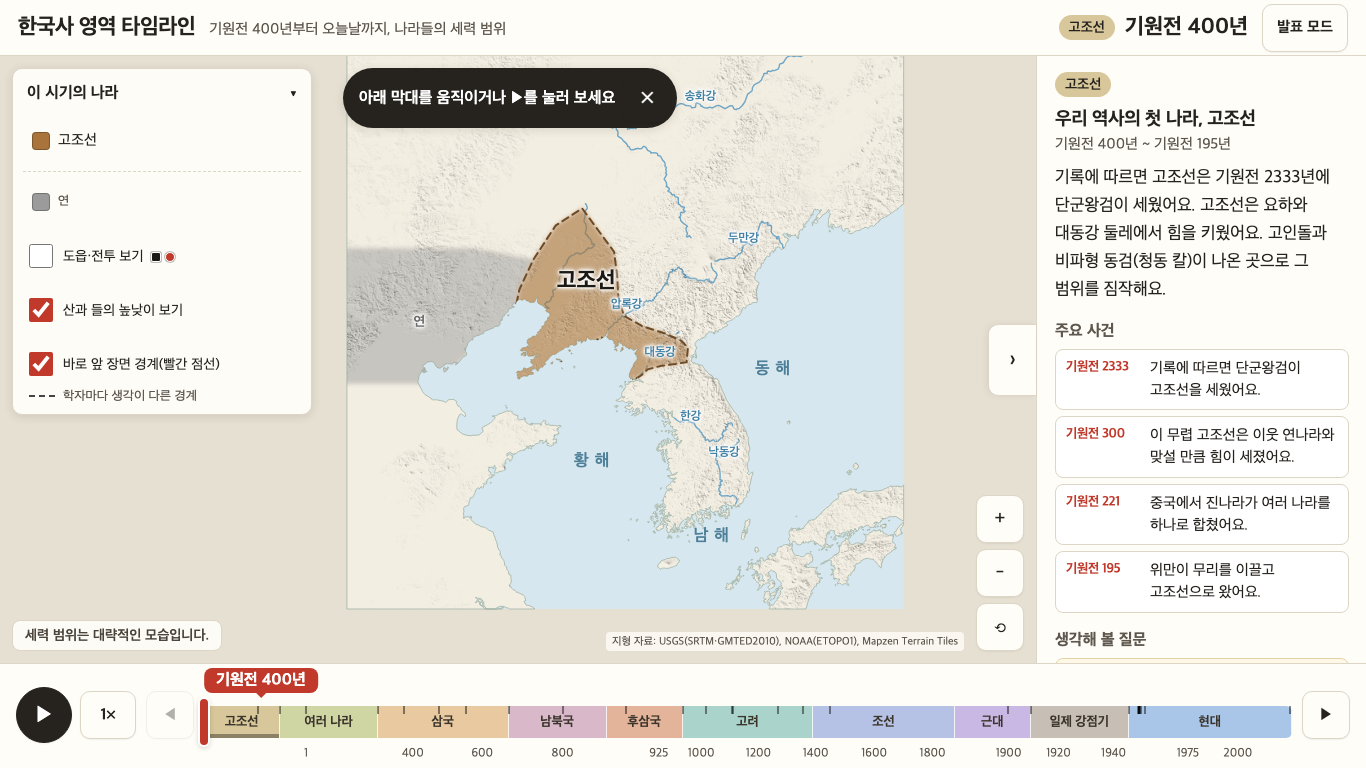 한국사 영역 타임라인
기원전 400년부터 오늘날까지, 나라들의 세력 범위
고조선
기원전 400년
발표 모드
이 시기의 나라
▼
고조선
연
도읍·전투 보기
산과 들의 높낮이 보기
바로 앞 장면 경계(빨간 점선)
학자마다 생각이 다른 경계
아래 막대를 움직이거나 ▶를 눌러 보세요 ✕
송화강
두만강
고조선
압록강
연
대동강
동해
한강
낙동강
황해
남해
›
+
−
⟲
세력 범위는 대략적인 모습입니다.
지형 자료: USGS(SRTM·GMTED2010), NOAA(ETOPO1), Mapzen Terrain Tiles
고조선
우리 역사의 첫 나라, 고조선
기원전 400년 ~ 기원전 195년
기록에 따르면 고조선은 기원전 2333년에
단군왕검이 세웠어요. 고조선은 요하와
대동강 둘레에서 힘을 키웠어요. 고인돌과
비파형 동검(청동 칼)이 나온 곳으로 그
범위를 짐작해요.
주요 사건
기원전 2333 기록에 따르면 단군왕검이
고조선을 세웠어요.
기원전 300 이 무렵 고조선은 이웃 연나라와
맞설 만큼 힘이 세졌어요.
기원전 221 중국에서 진나라가 여러 나라를
하나로 합쳤어요.
기원전 195 위만이 무리를 이끌고
고조선으로 왔어요.
생각해 볼 질문
기원전 400년
▶ 1× ◀
고조선 여러 나라 삼국 남북국 후삼국 고려 조선 근대 일제 강점기 현대
▶
1 400 600 800 925 1000 1200 1400 1600 1800 1900 1920 1940 1975 2000